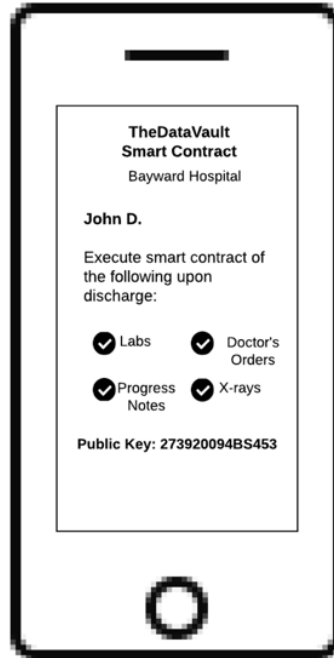 TheDataVault
Smart Contract
Bayward Hospital
John D.
Execute smart contract of
the following upon
discharge:
Labs
Doctor's
Orders
Progress
Notes
X-rays
Public Key: 273920094BS453